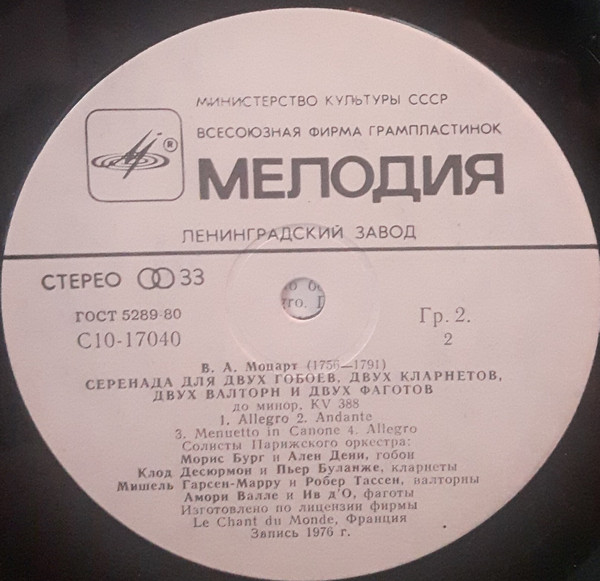 МИНИСТЕРСТВО КУЛЬТУРЫ СССР
ВСЕСОЮЗНАЯ ФИРМА ГРАМПЛАСТИНОК
®
МЕЛОДИЯ
ЛЕНИНГРАДСКИЙ ЗАВОД
СТЕРЕО 33
ГОСТ 5289-80
С10-17040
Гр. 2.
2
В. А. Моцарт (1756—1791)
СЕРЕНАДА ДЛЯ ДВУХ ГОБОЕВ, ДВУХ КЛАРНЕТОВ,
ДВУХ ВАЛТОРН И ДВУХ ФАГОТОВ
до минор, KV 388
1. Allegro 2. Andante
3. Menuetto in Canone 4. Allegro
Солисты Парижского оркестра:
Морис Бург и Ален Дени, гобои
Клод Десюрмон и Пьер Буланже, кларнеты
Мишель Гарсен-Марру и Робер Тассен, валторны
Амори Валле и Ив д'О, фаготы
Изготовлено по лицензии фирмы
Le Chant du Monde, Франция
Запись 1976 г.